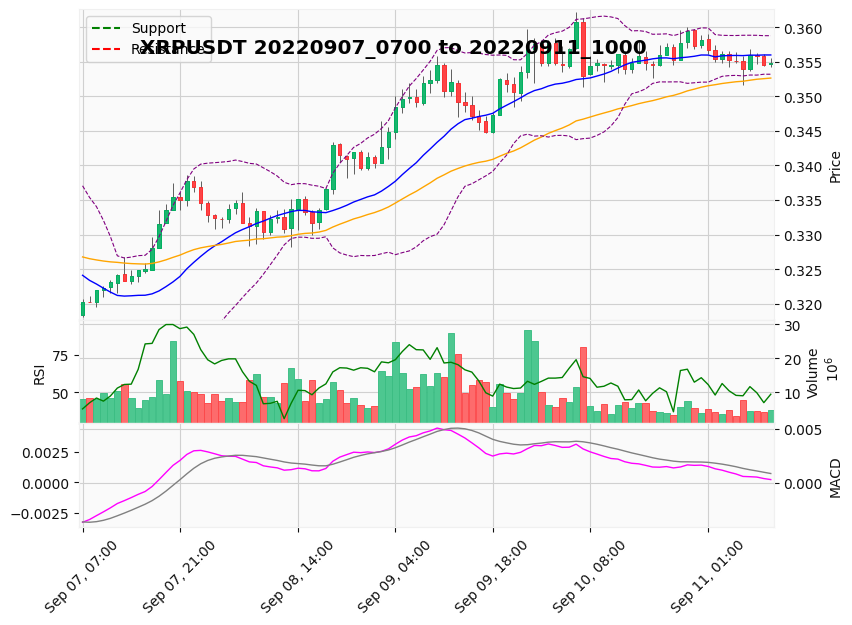 XRPUSDT 20220907_0700 to 20220911_1000
Support
Resistance
0.360
0.355
0.350
0.345
0.340
0.335
0.330
0.325
0.320
Price
75
50
RSI
30
20
10
Volume
10^6
0.0025
0.0000
−0.0025
0.005
0.000
MACD
Sep 07, 07:00
Sep 07, 21:00
Sep 08, 14:00
Sep 09, 04:00
Sep 09, 18:00
Sep 10, 08:00
Sep 11, 01:00